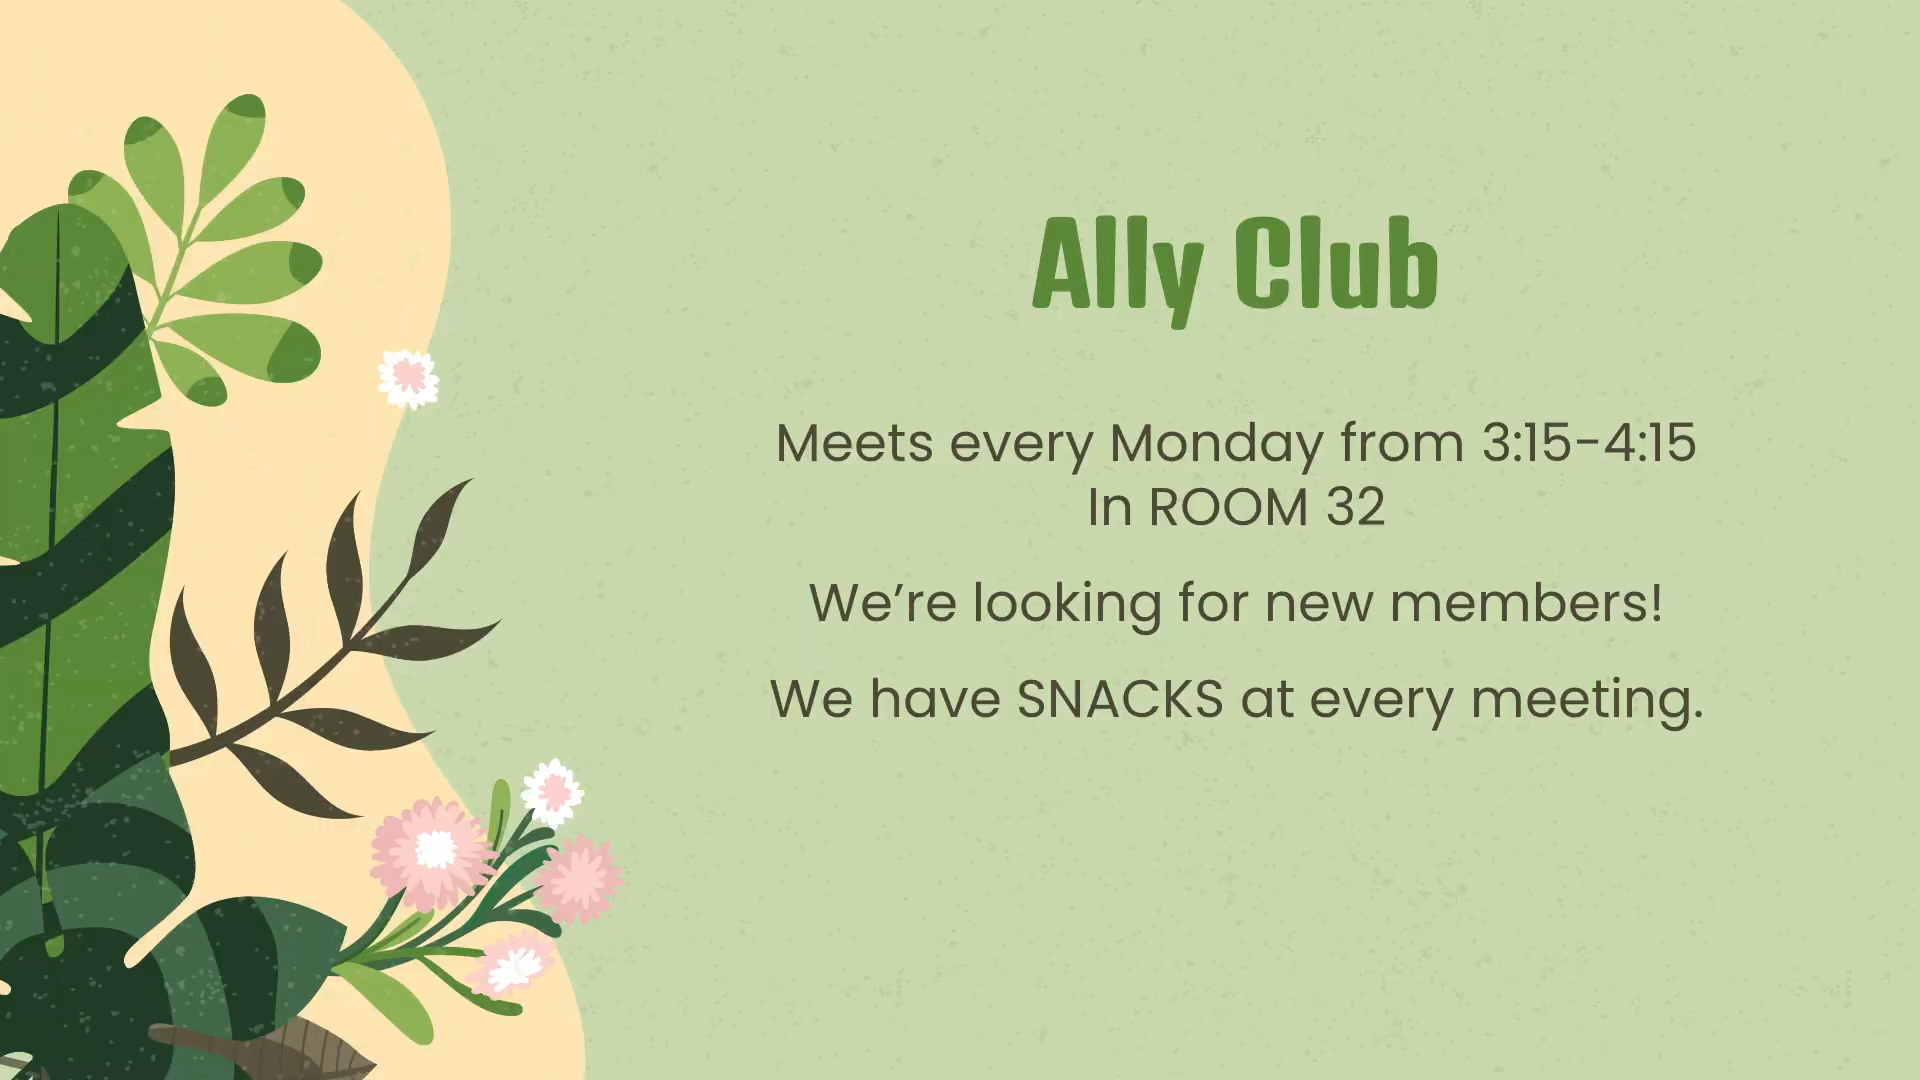 Ally Club
Meets every Monday from 3:15-4:15
In ROOM 32
We’re looking for new members!
We have SNACKS at every meeting.